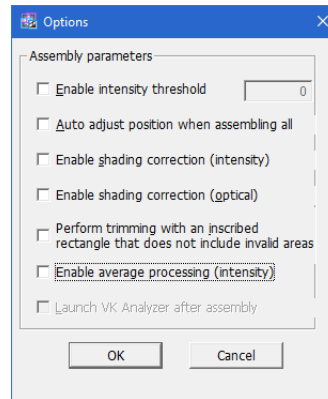 Options
Assembly parameters
Enable intensity threshold
0
Auto adjust position when assembling all
Enable shading correction (intensity)
Enable shading correction (optical)
Perform trimming with an inscribed
rectangle that does not include invalid areas
Enable average processing (intensity)
Launch VK Analyzer after assembly
OK Cancel